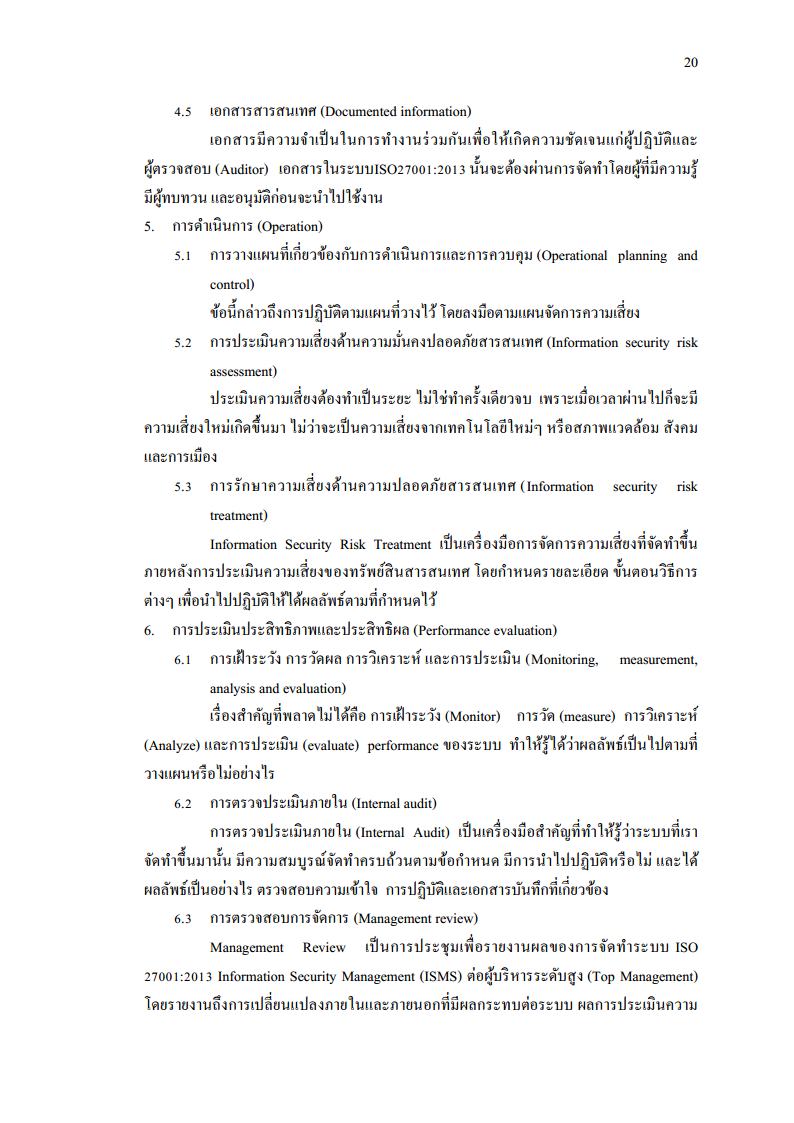 20
4.5 เอกสารสารสนเทศ (Documented information)
เอกสารมีความจำเป็นในการทำงานร่วมกันเพื่อให้เกิดความชัดเจนแก่ผู้ปฏิบัติและ
ผู้ตรวจสอบ (Auditor) เอกสารในระบบISO27001:2013 นั้นจะต้องผ่านการจัดทำโดยผู้ที่มีความรู้
มีผู้ทบทวน และอนุมัติก่อนจะนำไปใช้งาน
5. การดำเนินการ (Operation)
5.1 การวางแผนที่เกี่ยวข้องกับการดำเนินการและการควบคุม (Operational planning and
control)
ข้อนี้กล่าวถึงการปฏิบัติตามแผนที่วางไว้ โดยลงมือตามแผนจัดการความเสี่ยง
5.2 การประเมินความเสี่ยงด้านความมั่นคงปลอดภัยสารสนเทศ (Information security risk
assessment)
ประเมินความเสี่ยงต้องทำเป็นระยะ ไม่ใช่ทำครั้งเดียวจบ เพราะเมื่อเวลาผ่านไปก็จะมี
ความเสี่ยงใหม่เกิดขึ้นมา ไม่ว่าจะเป็นความเสี่ยงจากเทคโนโลยีใหม่ๆ หรือสภาพแวดล้อม สังคม
และการเมือง
5.3 การรักษาความเสี่ยงด้านความปลอดภัยสารสนเทศ (Information security risk
treatment)
Information Security Risk Treatment เป็นเครื่องมือการจัดการความเสี่ยงที่จัดทำขึ้น
ภายหลังการประเมินความเสี่ยงของทรัพย์สินสารสนเทศ โดยกำหนดรายละเอียด ขั้นตอนวิธีการ
ต่างๆ เพื่อนำไปปฏิบัติให้ได้ผลลัพธ์ตามที่กำหนดไว้
6. การประเมินประสิทธิภาพและประสิทธิผล (Performance evaluation)
6.1 การเฝ้าระวัง การวัดผล การวิเคราะห์ และการประเมิน (Monitoring, measurement,
analysis and evaluation)
เรื่องสำคัญที่พลาดไม่ได้คือ การเฝ้าระวัง (Monitor) การวัด (measure) การวิเคราะห์
(Analyze) และการประเมิน (evaluate) performance ของระบบ ทำให้รู้ได้ว่าผลลัพธ์เป็นไปตามที่
วางแผนหรือไม่อย่างไร
6.2 การตรวจประเมินภายใน (Internal audit)
การตรวจประเมินภายใน (Internal Audit) เป็นเครื่องมือสำคัญที่ทำให้รู้ว่าระบบที่เรา
จัดทำขึ้นมานั้น มีความสมบูรณ์จัดทำครบถ้วนตามข้อกำหนด มีการนำไปปฏิบัติหรือไม่ และได้
ผลลัพธ์เป็นอย่างไร ตรวจสอบความเข้าใจ การปฏิบัติและเอกสารบันทึกที่เกี่ยวข้อง
6.3 การตรวจสอบการจัดการ (Management review)
Management Review เป็นการประชุมเพื่อรายงานผลของการจัดทำระบบ ISO
27001:2013 Information Security Management (ISMS) ต่อผู้บริหารระดับสูง (Top Management)
โดยรายงานถึงการเปลี่ยนแปลงภายในและภายนอกที่มีผลกระทบต่อระบบ ผลการประเมินความ